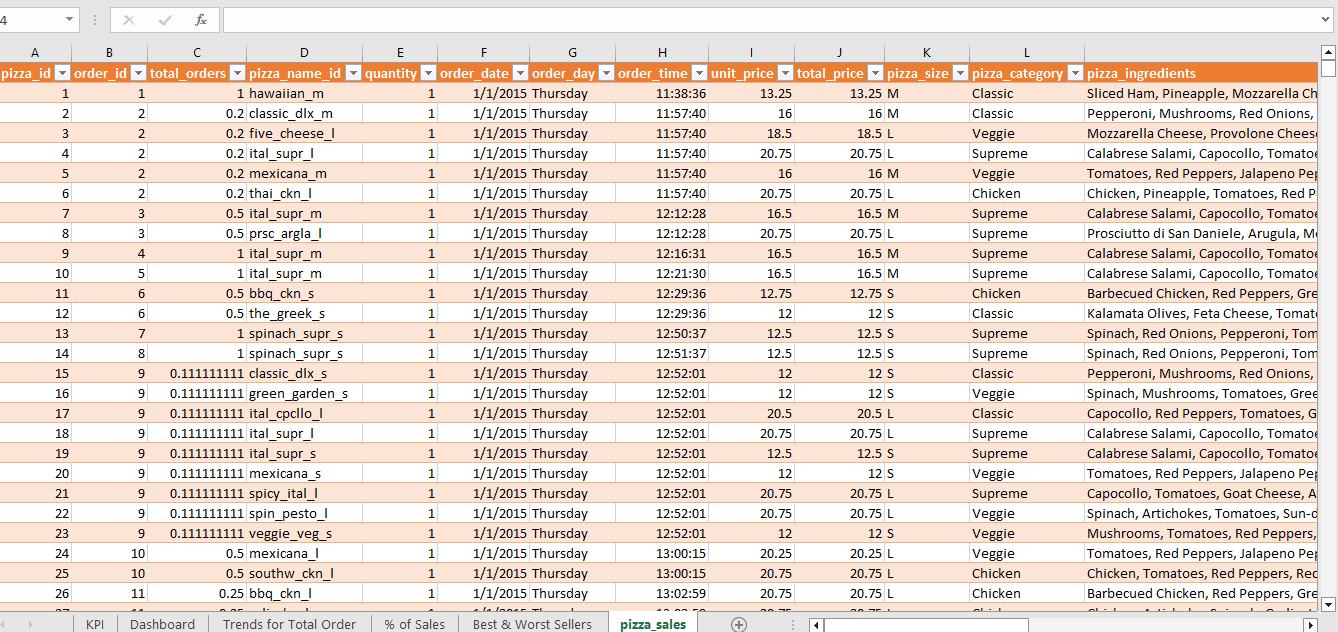 4 fx
A B C D E F G H I J K L
pizza_id order_id total_orders pizza_name_id quantity order_date order_day order_time unit_price total_price pizza_size pizza_category pizza_ingredients
1 1 1 hawaiian_m 1 1/1/2015 Thursday 11:38:36 13.25 13.25 M Classic Sliced Ham, Pineapple, Mozzarella Ch
2 2 0.2 classic_dlx_m 1 1/1/2015 Thursday 11:57:40 16 16 M Classic Pepperoni, Mushrooms, Red Onions,
3 2 0.2 five_cheese_l 1 1/1/2015 Thursday 11:57:40 18.5 18.5 L Veggie Mozzarella Cheese, Provolone Cheese
4 2 0.2 ital_supr_l 1 1/1/2015 Thursday 11:57:40 20.75 20.75 L Supreme Calabrese Salami, Capocollo, Tomato
5 2 0.2 mexicana_m 1 1/1/2015 Thursday 11:57:40 16 16 M Veggie Tomatoes, Red Peppers, Jalapeno Pep
6 2 0.2 thai_ckn_l 1 1/1/2015 Thursday 11:57:40 20.75 20.75 L Chicken Chicken, Pineapple, Tomatoes, Red P
7 3 0.5 ital_supr_m 1 1/1/2015 Thursday 12:12:28 16.5 16.5 M Supreme Calabrese Salami, Capocollo, Tomato
8 3 0.5 prsc_argla_l 1 1/1/2015 Thursday 12:12:28 20.75 20.75 L Supreme Prosciutto di San Daniele, Arugula, Mo
9 4 1 ital_supr_m 1 1/1/2015 Thursday 12:16:31 16.5 16.5 M Supreme Calabrese Salami, Capocollo, Tomato
10 5 1 ital_supr_m 1 1/1/2015 Thursday 12:21:30 16.5 16.5 M Supreme Calabrese Salami, Capocollo, Tomato
11 6 0.5 bbq_ckn_s 1 1/1/2015 Thursday 12:29:36 12.75 12.75 S Chicken Barbecued Chicken, Red Peppers, Gre
12 6 0.5 the_greek_s 1 1/1/2015 Thursday 12:29:36 12 12 S Classic Kalamata Olives, Feta Cheese, Tomato
13 7 1 spinach_supr_s 1 1/1/2015 Thursday 12:50:37 12.5 12.5 S Supreme Spinach, Red Onions, Pepperoni, Tom
14 8 1 spinach_supr_s 1 1/1/2015 Thursday 12:51:37 12.5 12.5 S Supreme Spinach, Red Onions, Pepperoni, Tom
15 9 0.111111111 classic_dlx_s 1 1/1/2015 Thursday 12:52:01 12 12 S Classic Pepperoni, Mushrooms, Red Onions,
16 9 0.111111111 green_garden_s 1 1/1/2015 Thursday 12:52:01 12 12 S Veggie Spinach, Mushrooms, Tomatoes, Gree
17 9 0.111111111 ital_cpcllo_l 1 1/1/2015 Thursday 12:52:01 20.5 20.5 L Classic Capocollo, Red Peppers, Tomatoes, G
18 9 0.111111111 ital_supr_l 1 1/1/2015 Thursday 12:52:01 20.75 20.75 L Supreme Calabrese Salami, Capocollo, Tomato
19 9 0.111111111 ital_supr_s 1 1/1/2015 Thursday 12:52:01 12.5 12.5 S Supreme Calabrese Salami, Capocollo, Tomato
20 9 0.111111111 mexicana_s 1 1/1/2015 Thursday 12:52:01 12 12 S Veggie Tomatoes, Red Peppers, Jalapeno Pep
21 9 0.111111111 spicy_ital_l 1 1/1/2015 Thursday 12:52:01 20.75 20.75 L Supreme Capocollo, Tomatoes, Goat Cheese, A
22 9 0.111111111 spin_pesto_l 1 1/1/2015 Thursday 12:52:01 20.75 20.75 L Veggie Spinach, Artichokes, Tomatoes, Sun-d
23 9 0.111111111 veggie_veg_s 1 1/1/2015 Thursday 12:52:01 12 12 S Veggie Mushrooms, Tomatoes, Red Peppers,
24 10 0.5 mexicana_l 1 1/1/2015 Thursday 13:00:15 20.25 20.25 L Veggie Tomatoes, Red Peppers, Jalapeno Pep
25 10 0.5 southw_ckn_l 1 1/1/2015 Thursday 13:00:15 20.75 20.75 L Chicken Chicken, Tomatoes, Red Peppers, Red
26 11 0.25 bbq_ckn_l 1 1/1/2015 Thursday 13:02:59 20.75 20.75 L Chicken Barbecued Chicken, Red Peppers, Gre
KPI Dashboard Trends for Total Order % of Sales Best & Worst Sellers pizza_sales